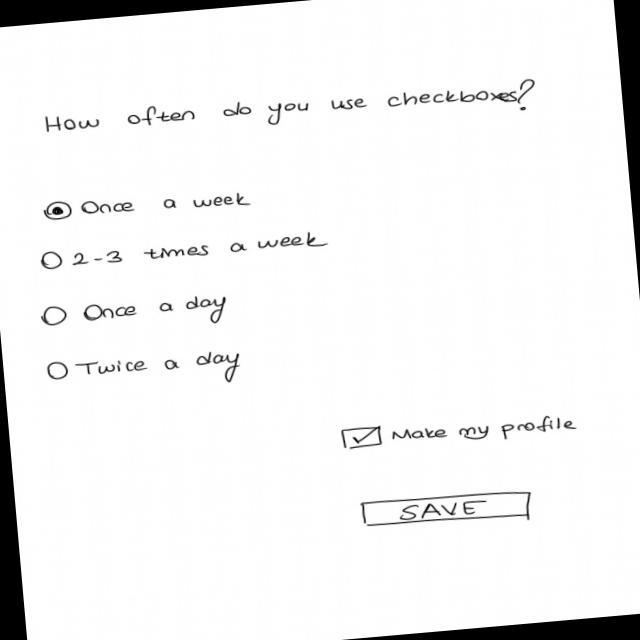 How often do you use checkboxes?
Once a week
2-3 times a week
Once a day
Twice a day
Make my profile
SAVE